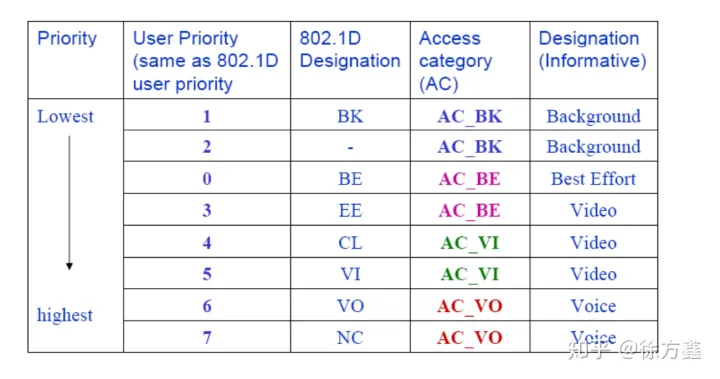 Priority User Priority (same as 802.1D user priority 802.1D Designation Access category (AC) Designation (Informative)
Lowest 1 BK AC_BK Background
2 - AC_BK Background
0 BE AC_BE Best Effort
3 EE AC_BE Video
4 CL AC_VI Video
5 VI AC_VI Video
highest 6 VO AC_VO Voice
7 NC AC_VO Voice
知乎 @徐方鑫